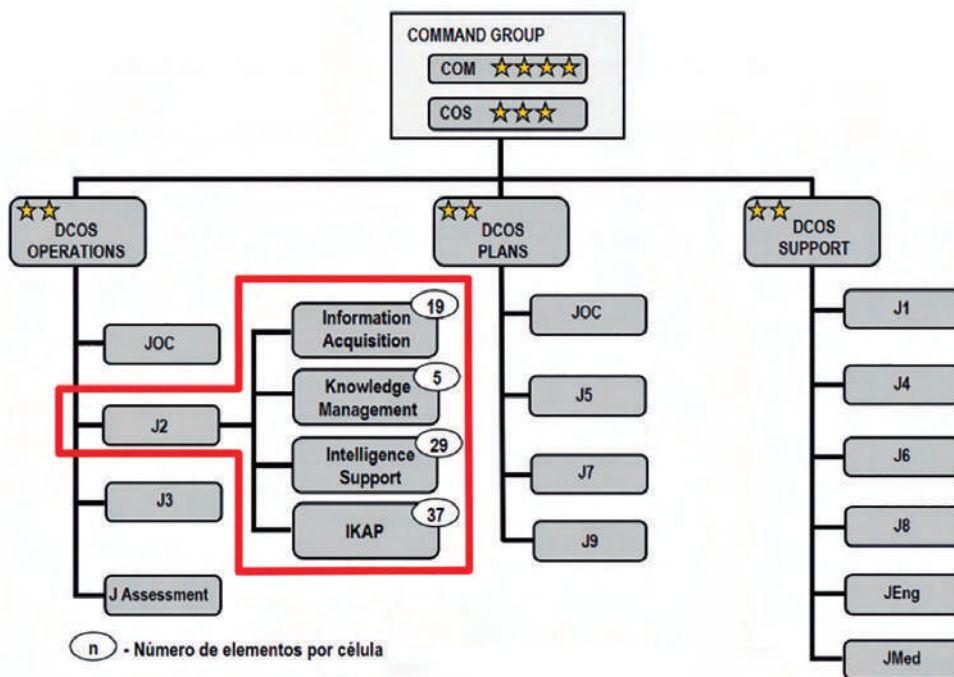 COMMAND GROUP
COM
COS
DCOS
OPERATIONS
DCOS
PLANS
DCOS
SUPPORT
JOC
J2
J3
J Assessment
19
Information
Acquisition
5
Knowledge
Management
29
Intelligence
Support
37
IKAP
JOC
J5
J7
J9
J1
J4
J6
J8
JEng
JMed
n - Número de elementos por célula